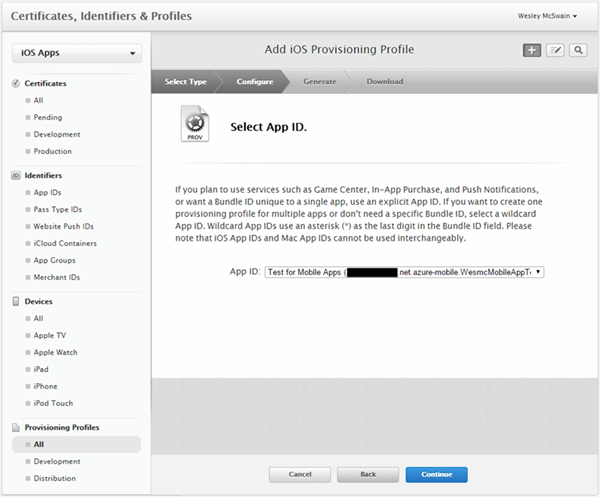 Certificates, Identifiers & Profiles
Wesley McSwain
iOS Apps
Certificates
All
Pending
Development
Production
Identifiers
App IDs
Pass Type IDs
Website Push IDs
iCloud Containers
App Groups
Merchant IDs
Devices
All
Apple TV
Apple Watch
iPad
iPhone
iPod Touch
Provisioning Profiles
All
Development
Distribution
Add iOS Provisioning Profile
Select Type
Configure
Generate
Download
PROV
Select App ID.
If you plan to use services such as Game Center, In-App Purchase, and Push Notifications,
or want a Bundle ID unique to a single app, use an explicit App ID. If you want to create one
provisioning profile for multiple apps or don't need a specific Bundle ID, select a wildcard
App ID. Wildcard App IDs use an asterisk (*) as the last digit in the Bundle ID field. Please
note that iOS App IDs and Mac App IDs cannot be used interchangeably.
App ID: Test for Mobile Apps ( .net.azure-mobile.WesmcMobileAppTe
Cancel
Back
Continue